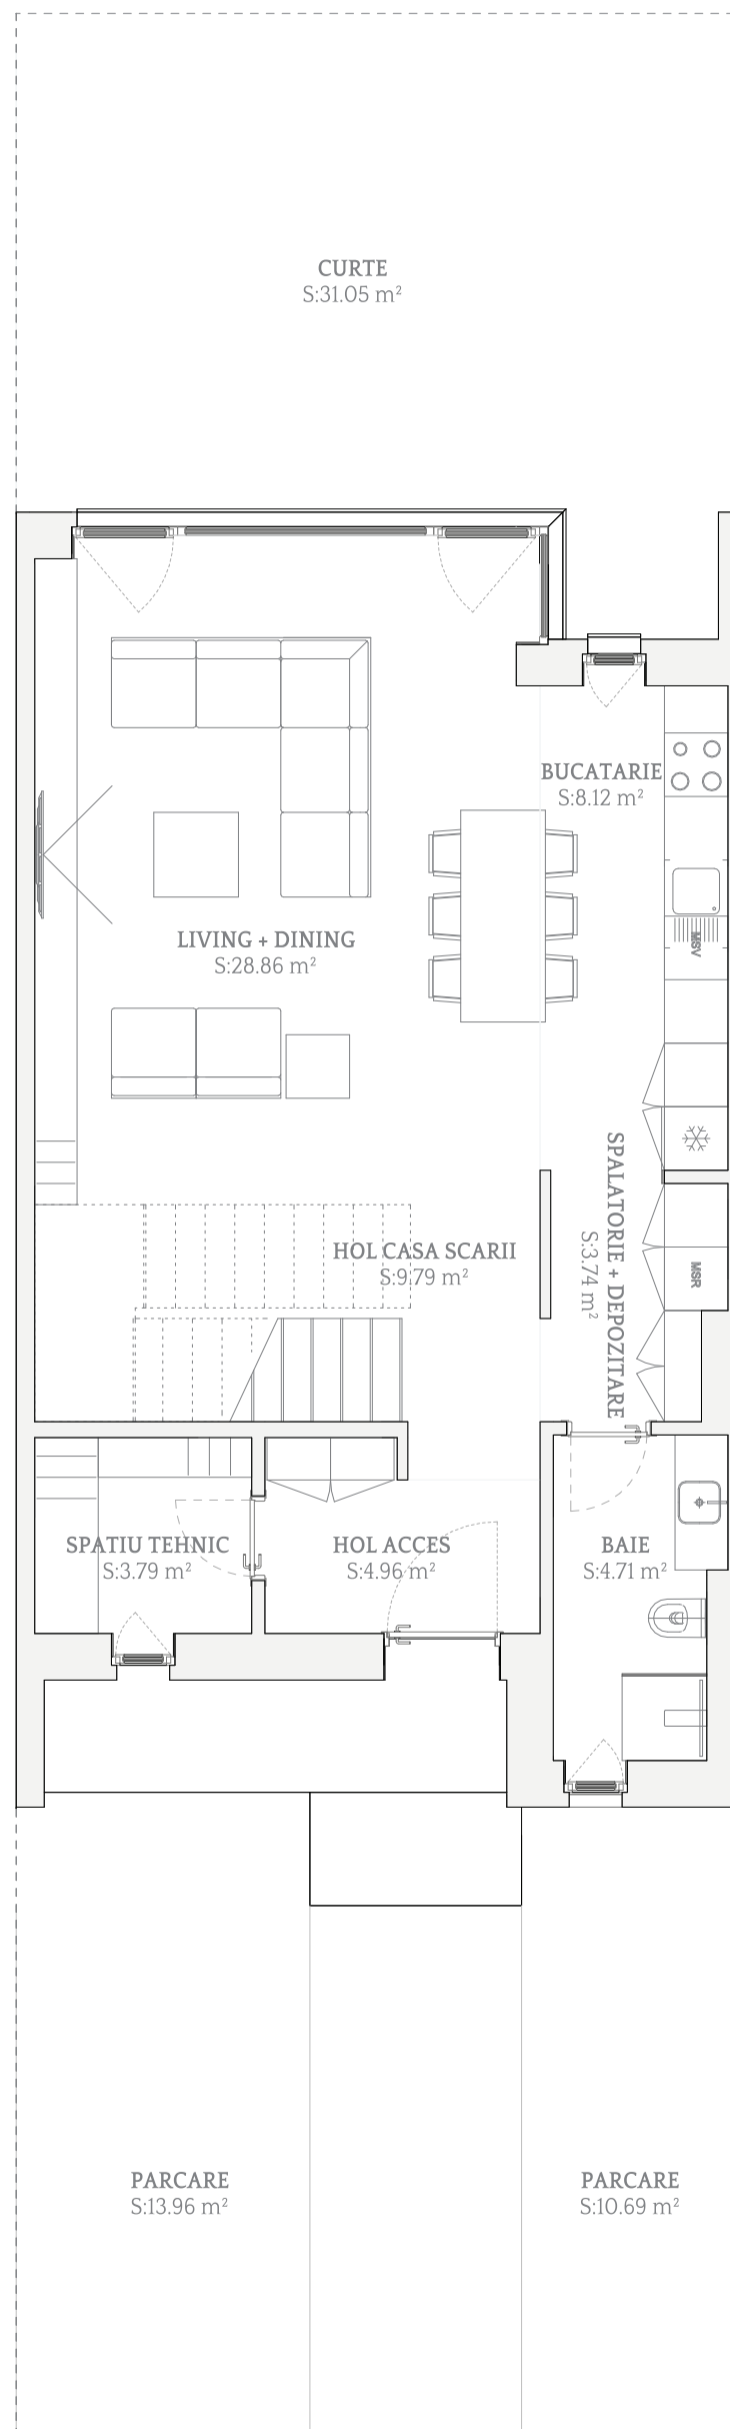 CURTE
S:31.05 m²
BUCATARIE
S:8.12 m²
MSV
LIVING + DINING
S:28.86 m²
SPALATORIE + DEPOZITARE
S:3.74 m²
HOL CASA SCARII
S:9.79 m²
MSR
SPATIU TEHNIC
S:3.79 m²
HOL ACCES
S:4.96 m²
BAIE
S:4.71 m²
PARCARE
S:13.96 m²
PARCARE
S:10.69 m²